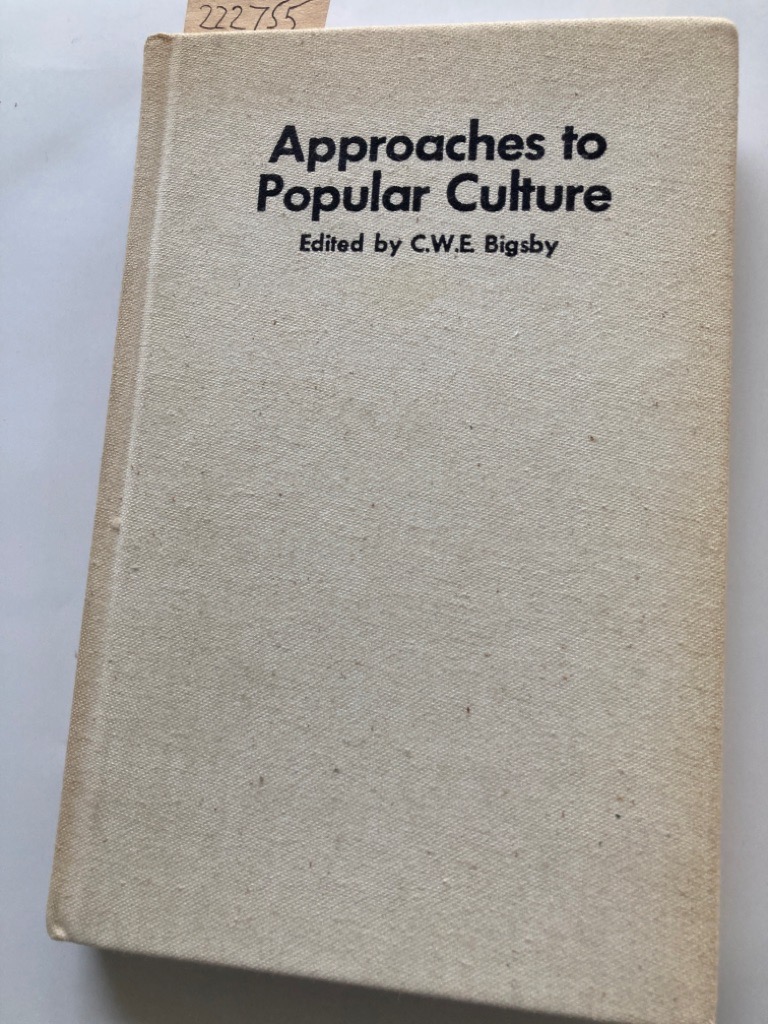 222755
Approaches to
Popular Culture
Edited by C.W.E. Bigsby